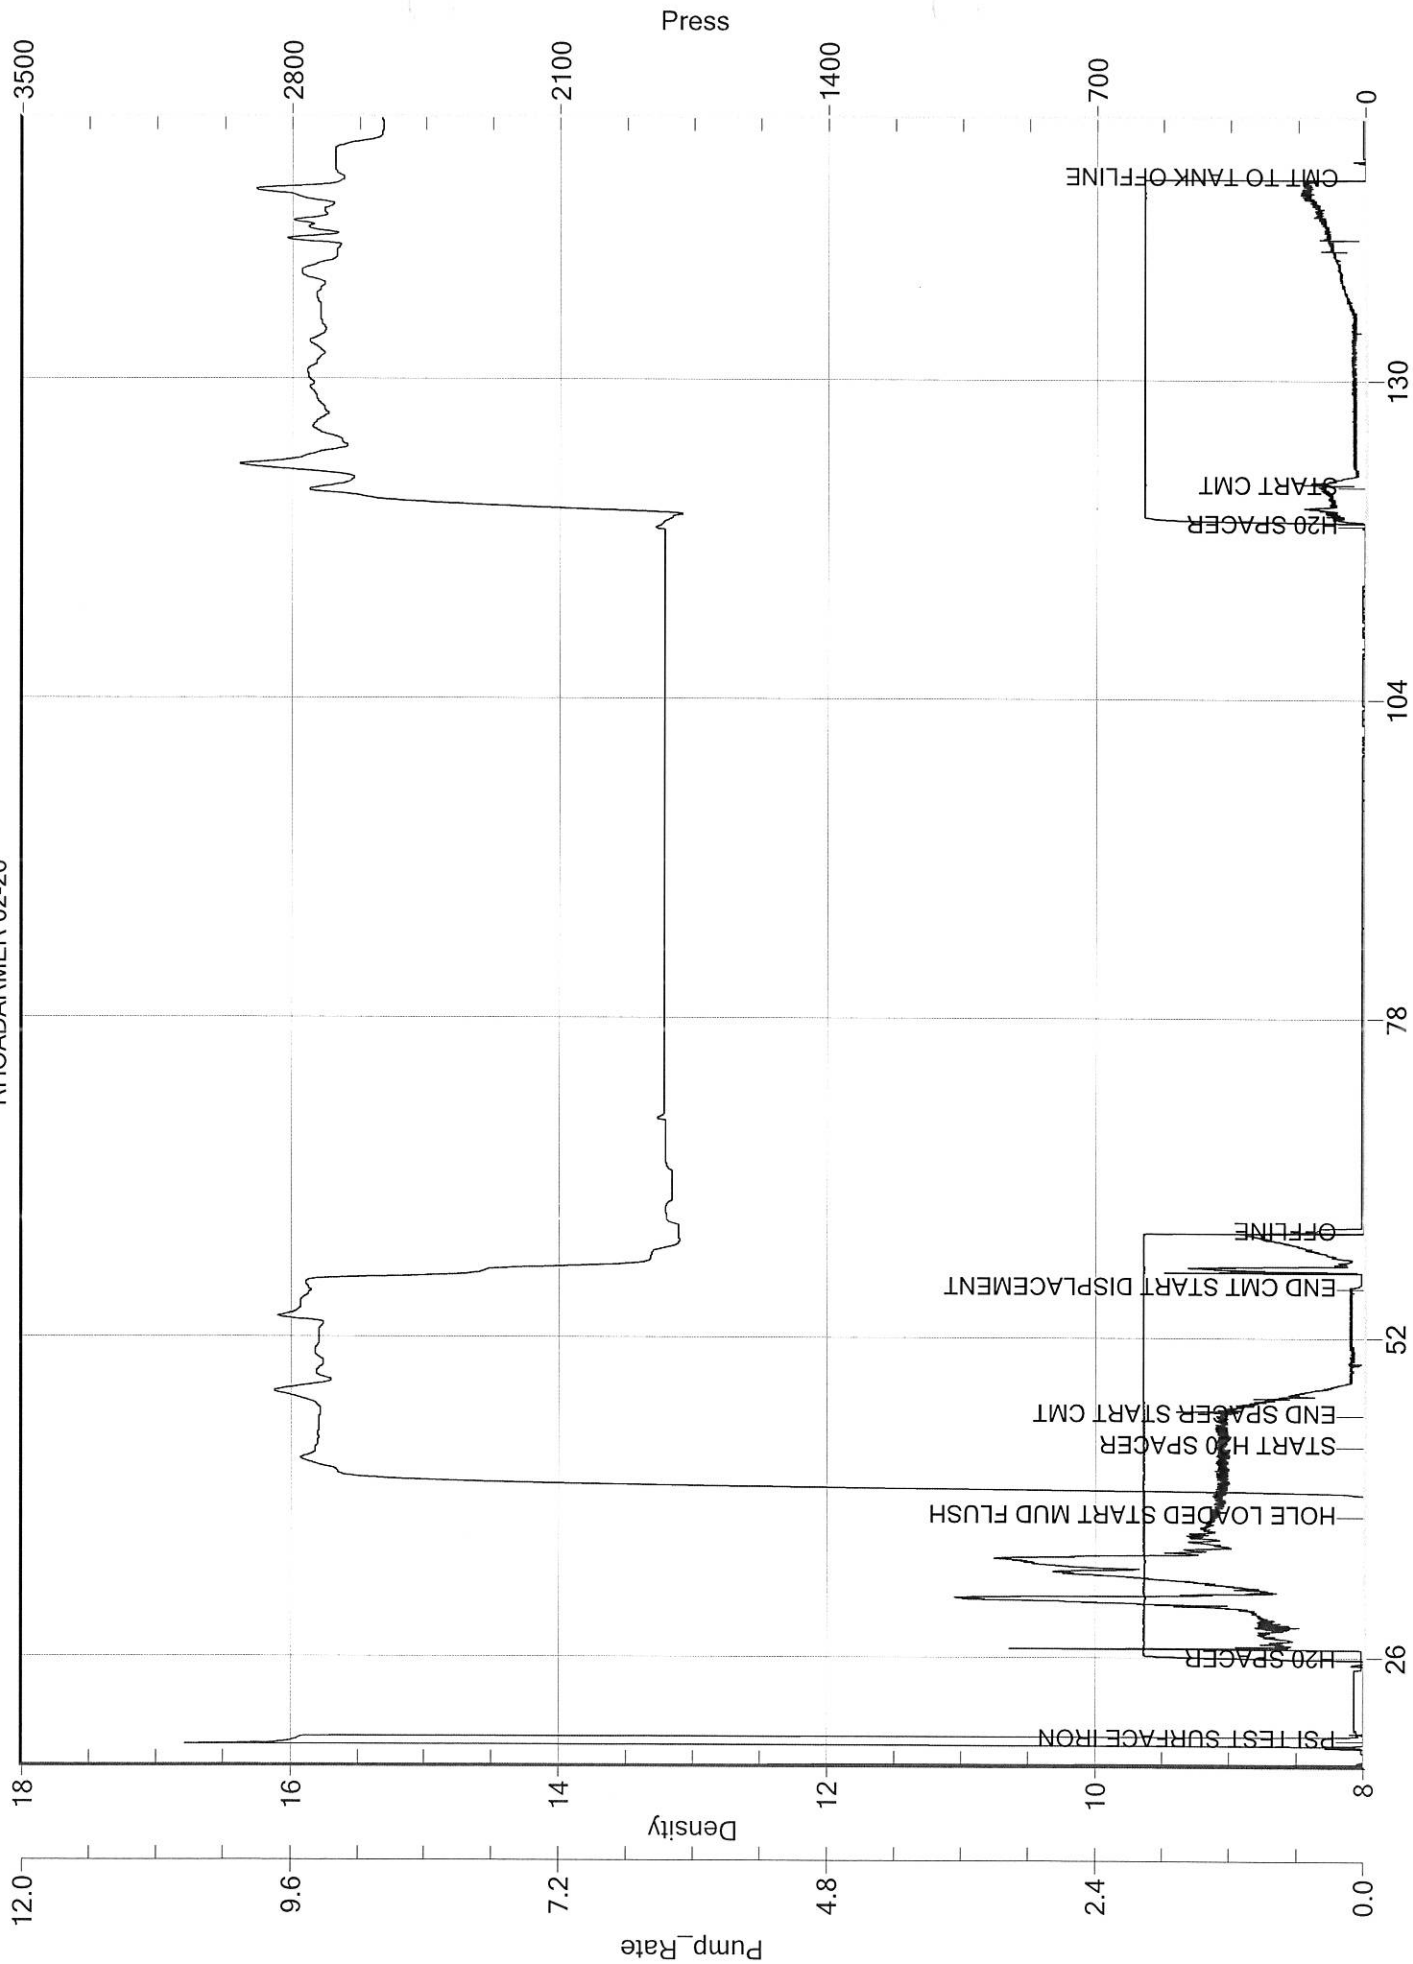 RHOADARMER 32-20
Press
3500
2800
2100
1400
700
0
18
16
14
12
10
8
Density
12.0
9.6
7.2
4.8
2.4
0.0
Pump_Rate
26
52
78
104
130
PSI TEST SURFACE IRON
H20 SPACER
HOLE LOADED START MUD FLUSH
START H20 SPACER
END SPACER START CMT
END CMT START DISPLACEMENT
OFFLINE
H20 SPACER
START CMT
CMT TO TANK OFFLINE